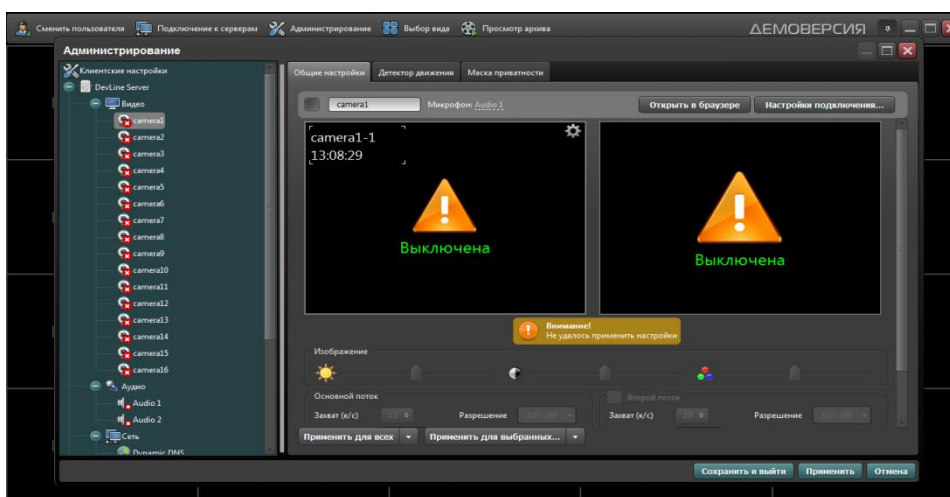 Сменить пользователя Подключение к серверам Администрирование Выбор вида Просмотр архива ДЕМОВЕРСИЯ
Администрирование
Клиентские настройки
DevLine Server
Видео
camera1
camera2
camera3
camera4
camera5
camera6
camera7
camera8
camera9
camera10
camera11
camera12
camera13
camera14
camera15
camera16
Аудио
Audio 1
Audio 2
Сеть
Dynamic DNS
Общие настройки Детектор движения Маска приватности
camera1 Микрофон: Audio 1 Открыть в браузере Настройки подключения...
camera1-1
13:08:29
Выключена
Выключена
Внимание!
Не удалось применить настройки
Изображение
Основной поток Второй поток
Захват (к/с) Разрешение Захват (к/с) 25 Разрешение
Применить для всех Применить для выбранных...
Сохранить и выйти Применить Отмена